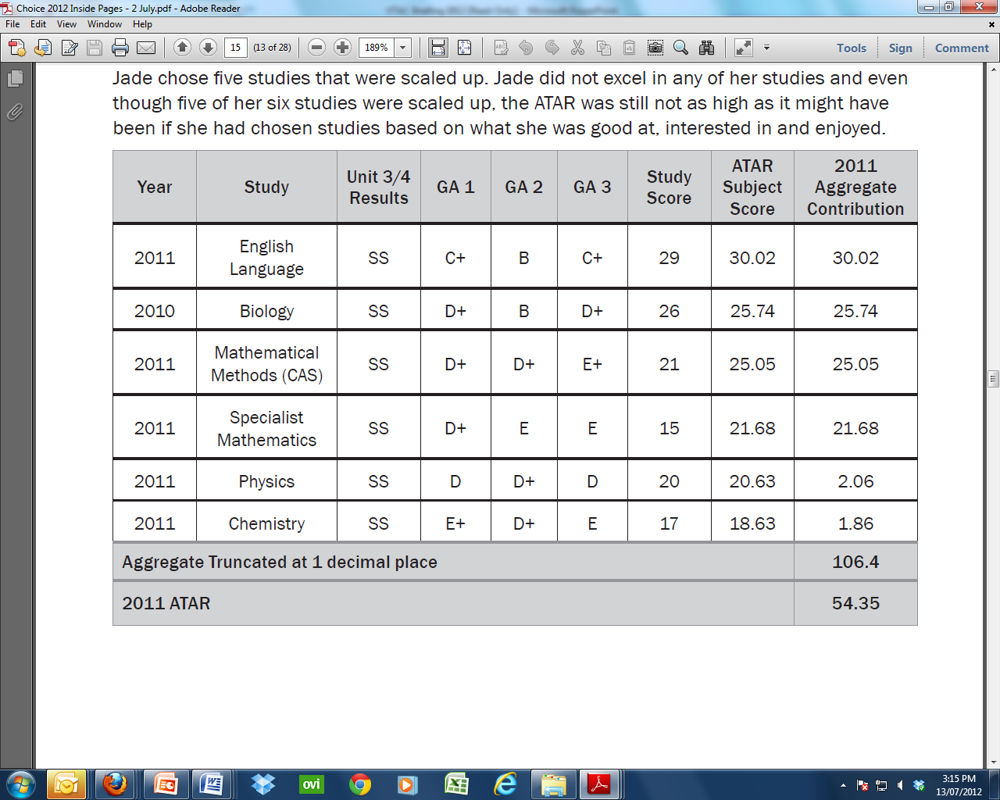 Choice 2012 Inside Pages - 2 July.pdf - Adobe Reader
File Edit View Window Help
15 (13 of 28) 189% Tools Sign Comment
Jade chose five studies that were scaled up. Jade did not excel in any of her studies and even
though five of her six studies were scaled up, the ATAR was still not as high as it might have
been if she had chosen studies based on what she was good at, interested in and enjoyed.
Year Study Unit 3/4 Results GA 1 GA 2 GA 3 Study Score ATAR Subject Score 2011 Aggregate Contribution
2011 English Language SS C+ B C+ 29 30.02 30.02
2010 Biology SS D+ B D+ 26 25.74 25.74
2011 Mathematical Methods (CAS) SS D+ D+ E+ 21 25.05 25.05
2011 Specialist Mathematics SS D+ E E 15 21.68 21.68
2011 Physics SS D D+ D 20 20.63 2.06
2011 Chemistry SS E+ D+ E 17 18.63 1.86
Aggregate Truncated at 1 decimal place 106.4
2011 ATAR 54.35
ovi
3:15 PM
13/07/2012